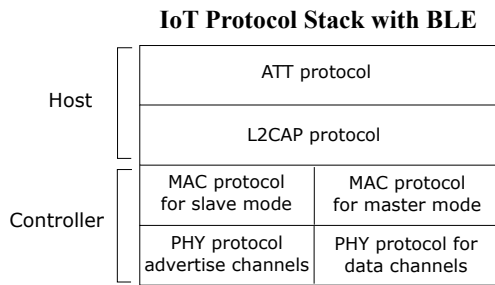 IoT Protocol Stack with BLE
Host
ATT protocol
L2CAP protocol
Controller
MAC protocol
for slave mode
MAC protocol
for master mode
PHY protocol
advertise channels
PHY protocol for
data channels